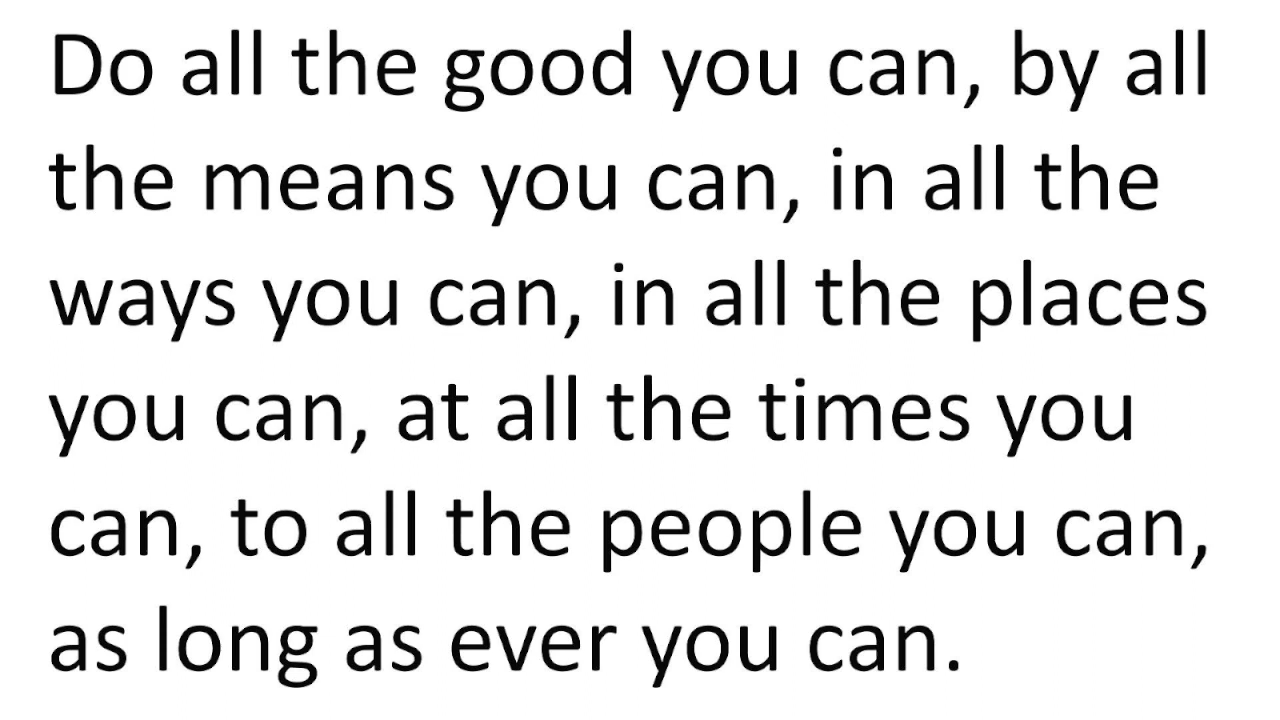 Do all the good you can, by all
the means you can, in all the
ways you can, in all the places
you can, at all the times you
can, to all the people you can,
as long as ever you can.